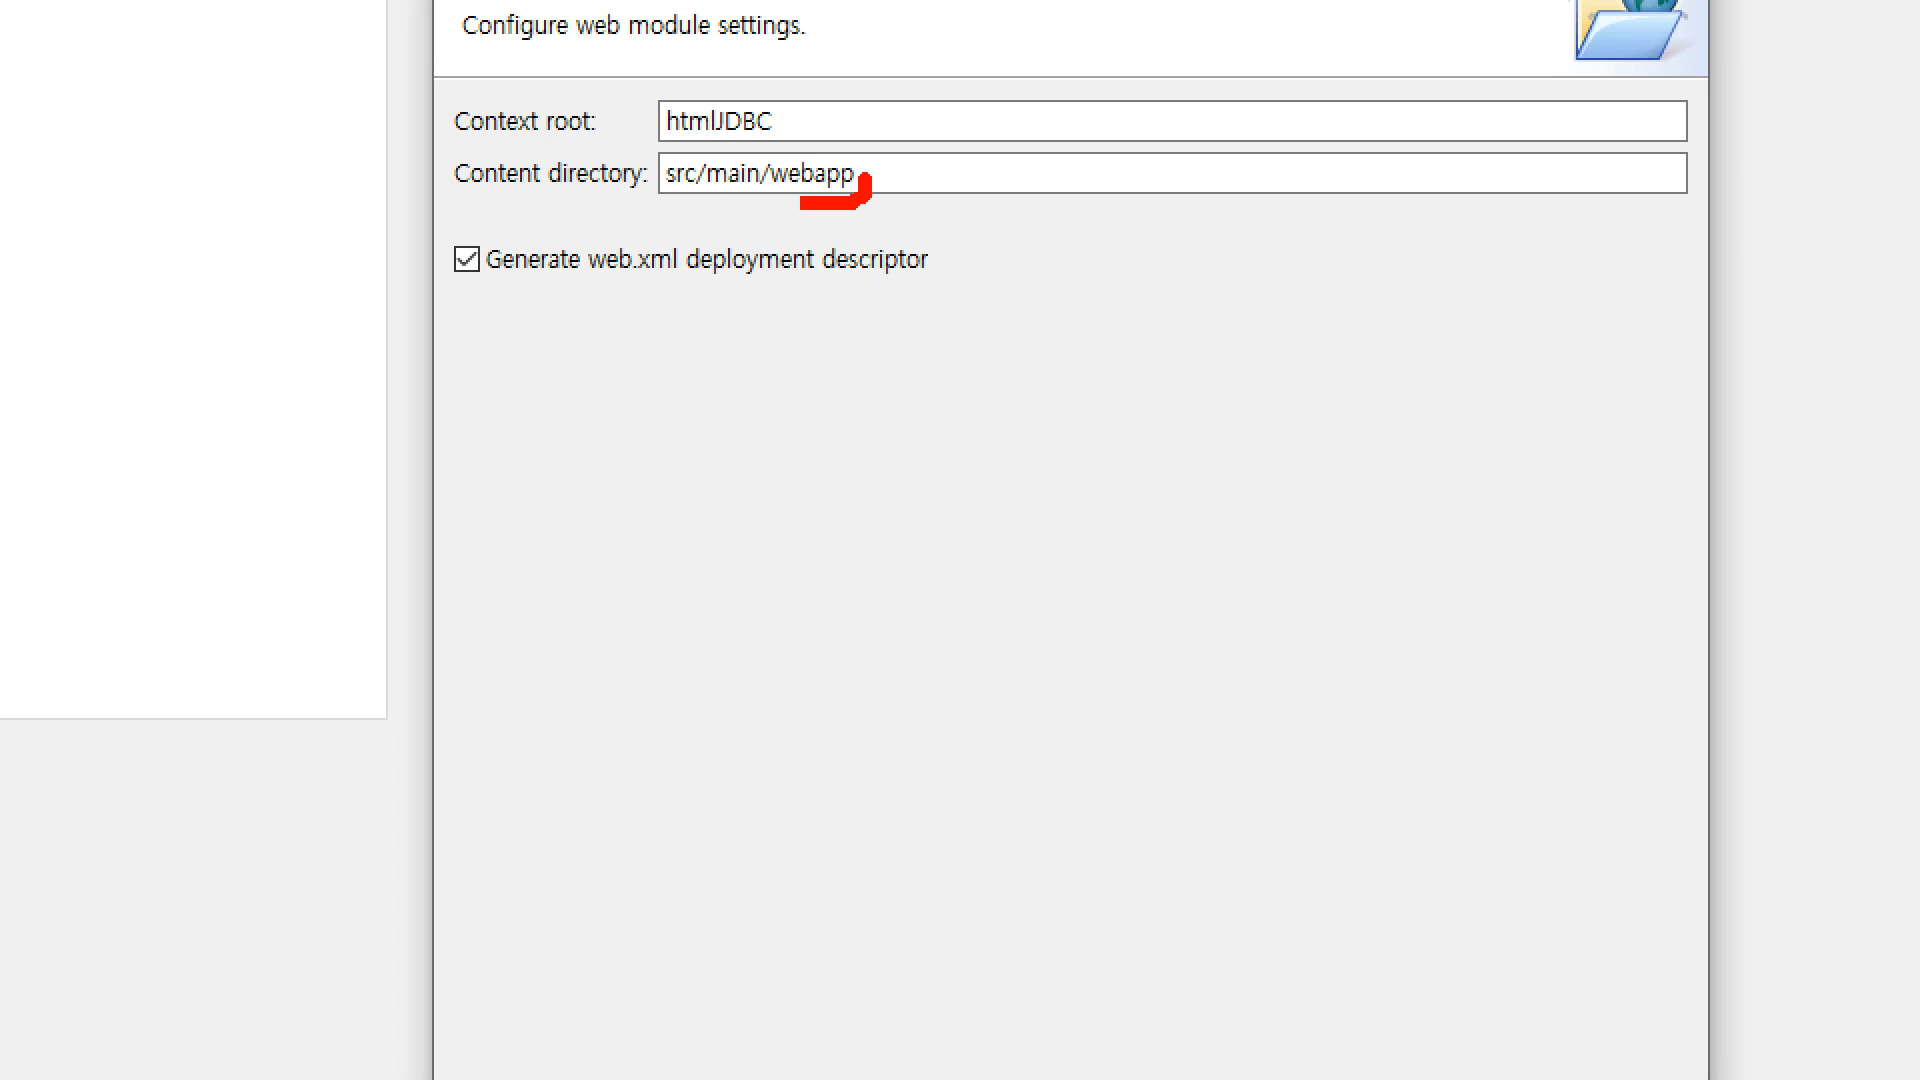 Configure web module settings.
Context root: htmlJDBC
Content directory: src/main/webapp
Generate web.xml deployment descriptor